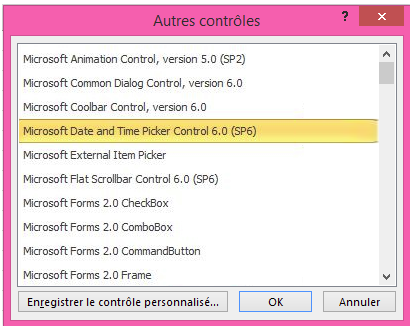 Autres contrôles
?
Microsoft Animation Control, version 5.0 (SP2)
Microsoft Common Dialog Control, version 6.0
Microsoft Coolbar Control, version 6.0
Microsoft Date and Time Picker Control 6.0 (SP6)
Microsoft External Item Picker
Microsoft Flat Scrollbar Control 6.0 (SP6)
Microsoft Forms 2.0 CheckBox
Microsoft Forms 2.0 ComboBox
Microsoft Forms 2.0 CommandButton
Microsoft Forms 2.0 Frame
Enregistrer le contrôle personnalisé... OK Annuler